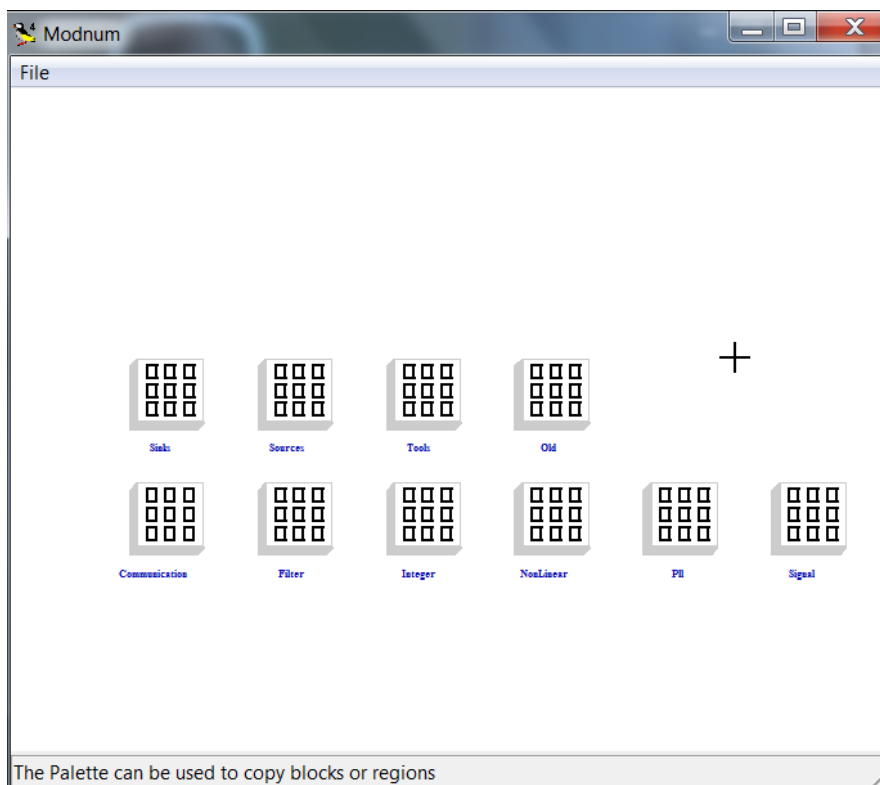 Modnum
File
Sinks Sources Tools Old
Communication Filter Integer NonLinear Pll Signal
The Palette can be used to copy blocks or regions